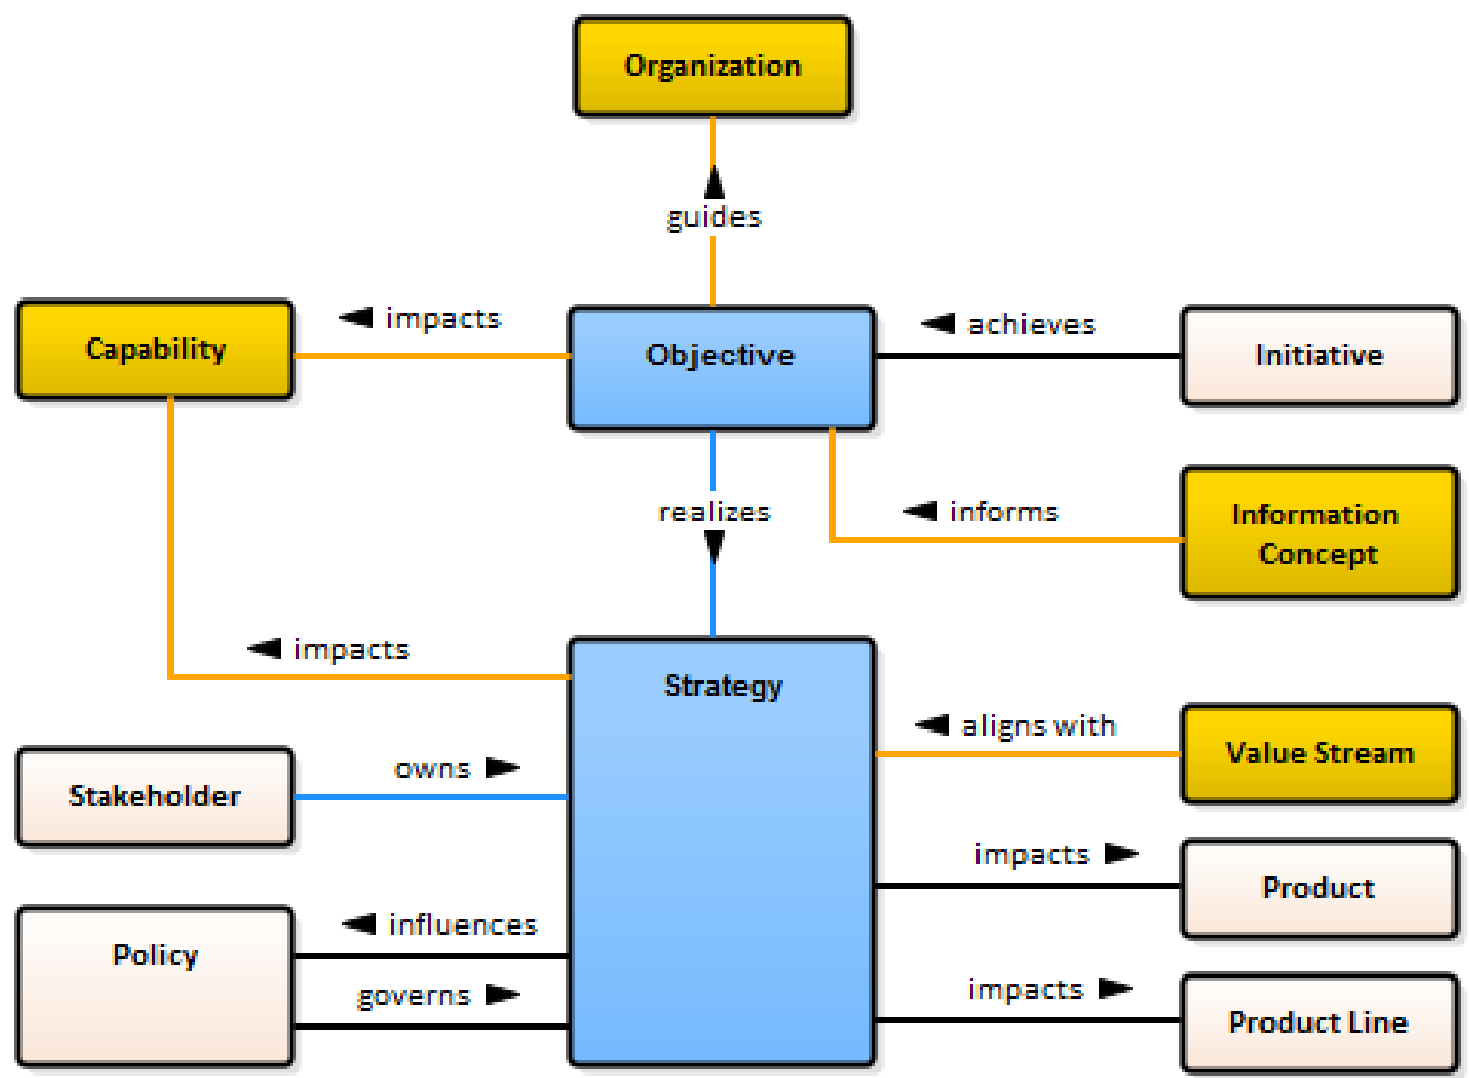 Organization
guides
Capability
impacts
Objective
achieves
Initiative
realizes
informs
Information
Concept
impacts
Strategy
aligns with
Value Stream
Stakeholder
owns
impacts
Product
Policy
influences
governs
impacts
Product Line